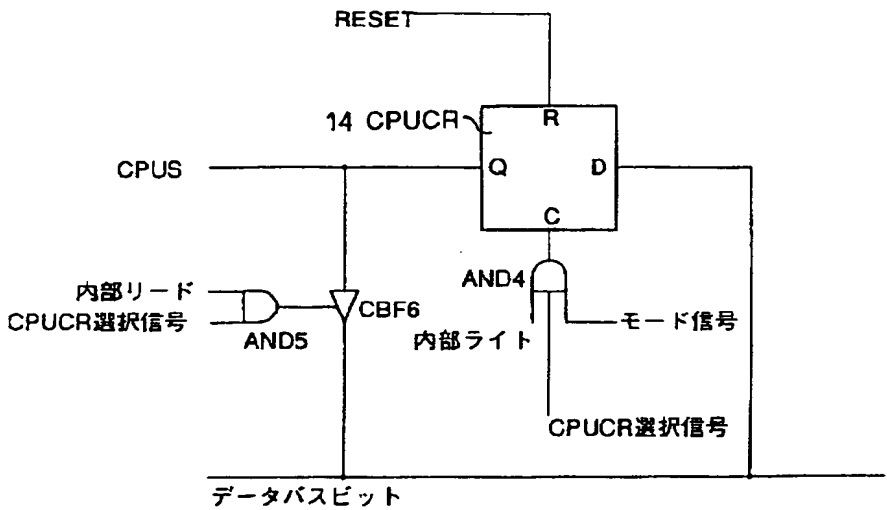 RESET
14 CPUCR
R
CPUS
Q
D
C
AND4
内部リード
CPUCR選択信号
CBF6
AND5
内部ライト
モード信号
CPUCR選択信号
データバスビット